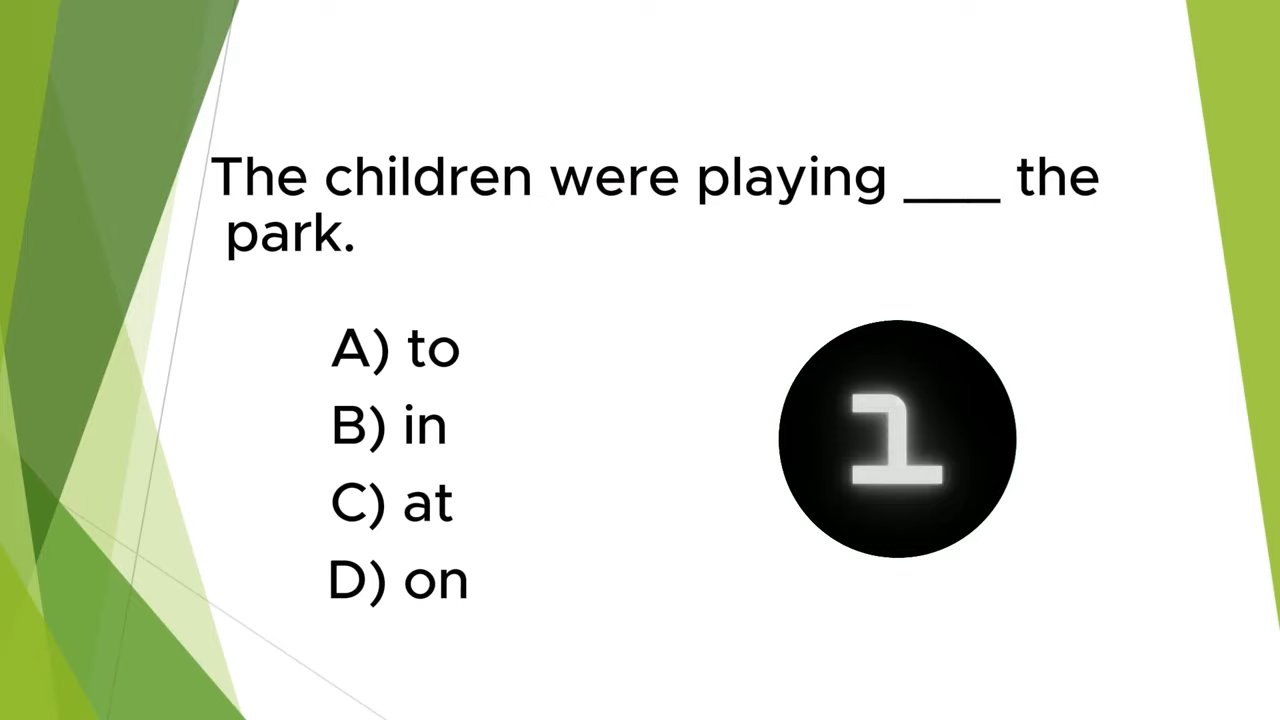 The children were playing ____ the
park.
A) to
B) in
C) at
D) on
1